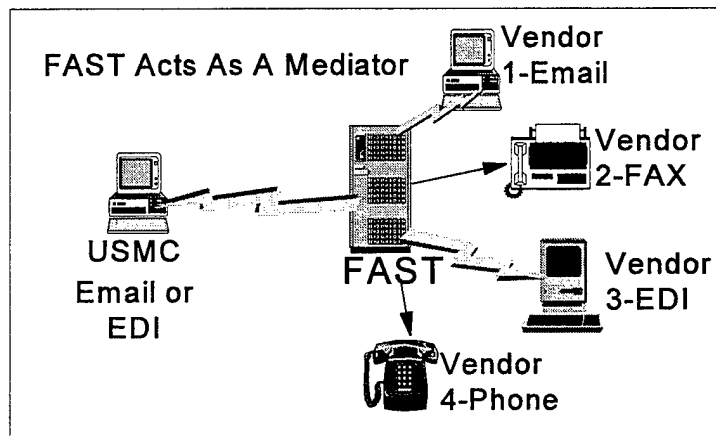 FAST Acts As A Mediator
Vendor
1-Email
Vendor
2-FAX
USMC
Email or
EDI
FAST
Vendor
3-EDI
Vendor
4-Phone